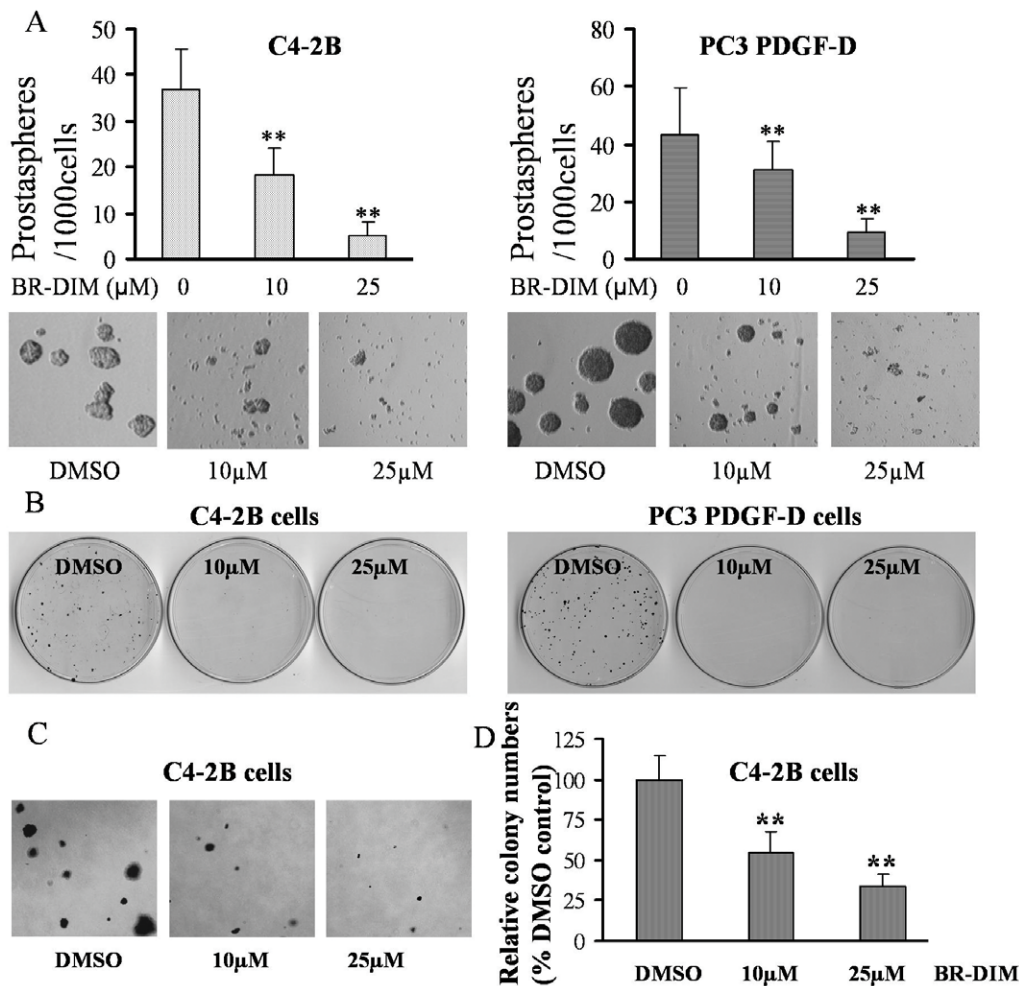 A
C4-2B
Prostaspheres
/1000cells
50
40
30
20
10
0
**
**
BR-DIM (µM) 0 10 25
DMSO 10µM 25µM
PC3 PDGF-D
Prostaspheres
/1000cells
80
60
40
20
0
**
**
BR-DIM (µM) 0 10 25
DMSO 10µM 25µM
B
C4-2B cells
DMSO 10µM 25µM
PC3 PDGF-D cells
DMSO 10µM 25µM
C
C4-2B cells
DMSO 10µM 25µM
D
C4-2B cells
Relative colony numbers
(% DMSO control)
125
100
75
50
25
0
**
**
DMSO 10µM 25µM BR-DIM